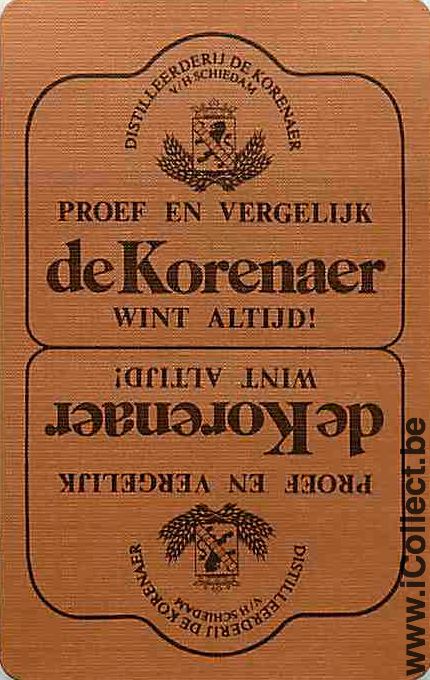 DISTILLEERDERIJ DE KORENAER
V/H SCHIEDAM
PROEF EN VERGELIJK
de Korenaer
WINT ALTIJD!
WINT ALTIJD!
de Korenaer
PROEF EN VERGELIJK
V/H SCHIEDAM
DISTILLEERDERIJ DE KORENAER
www.iCollect.be